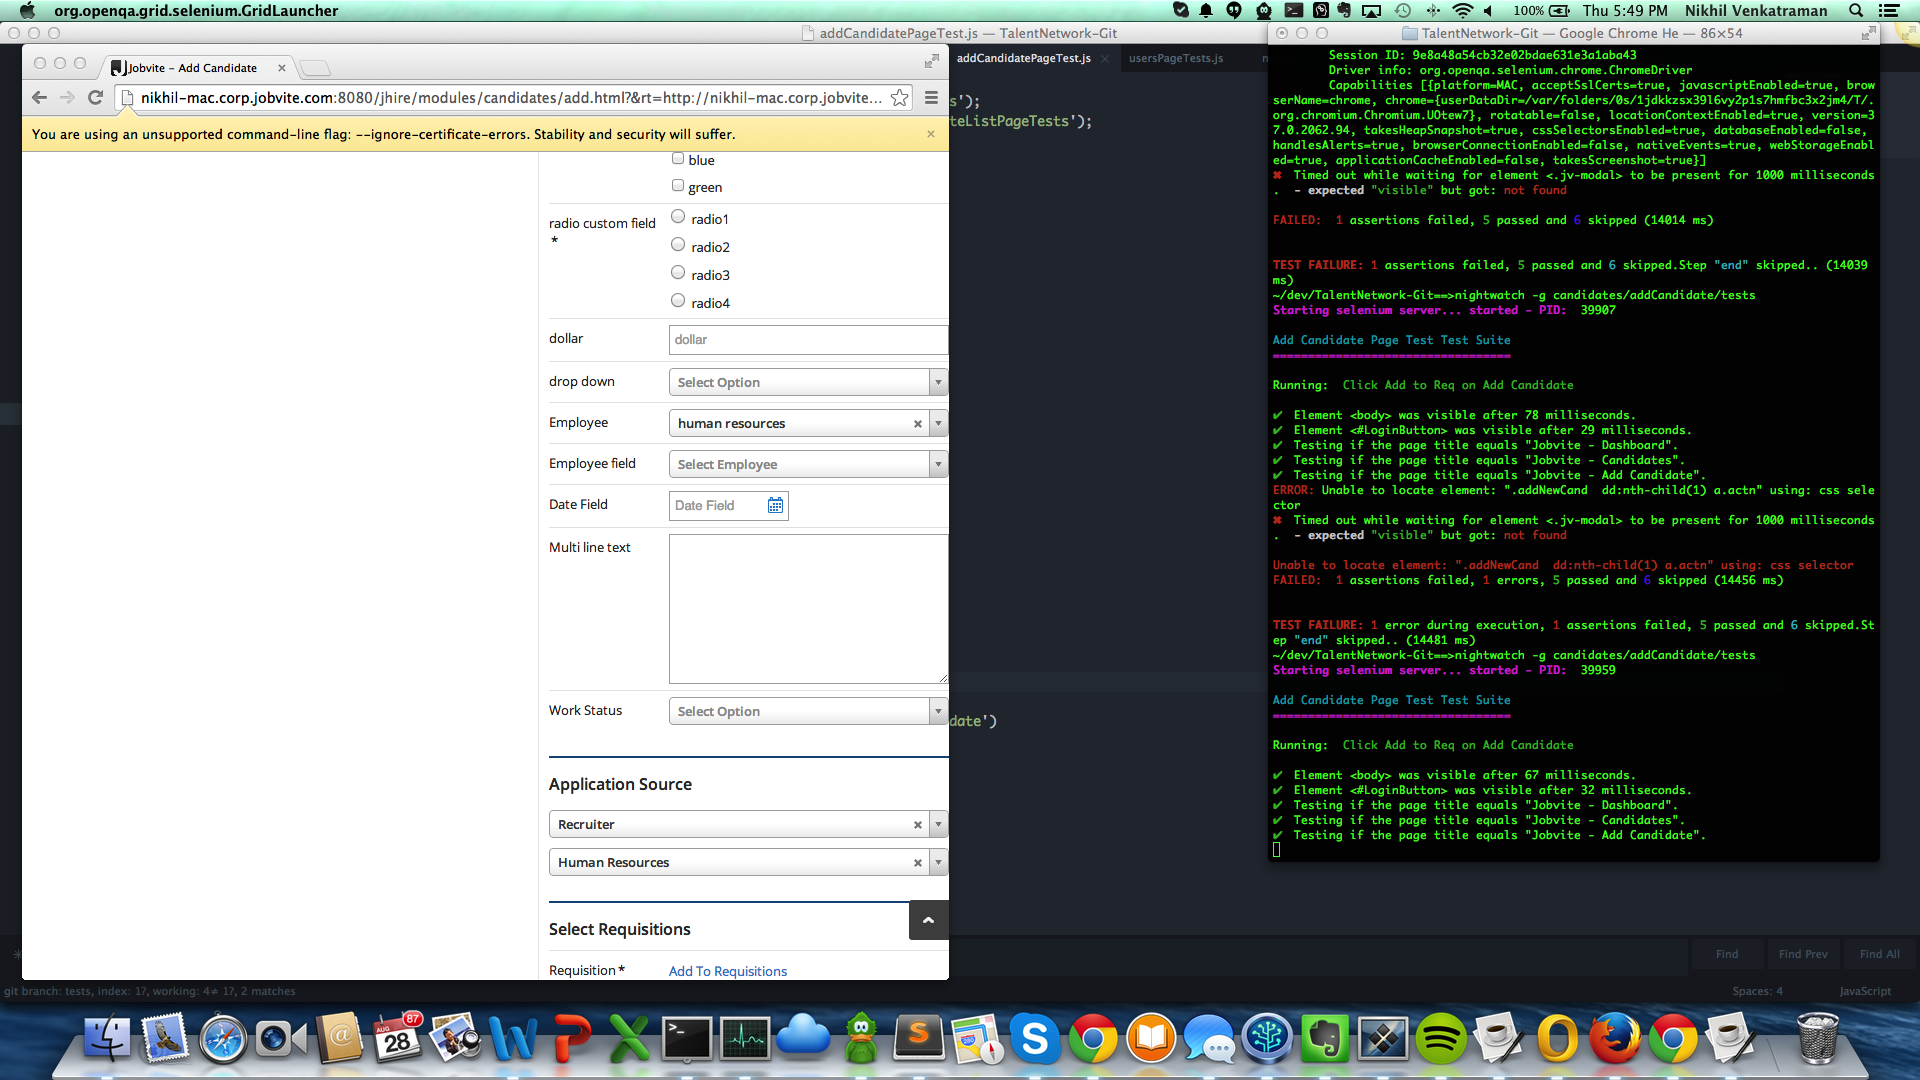 org.openqa.grid.selenium.GridLauncher
100%
Thu 5:49 PM
Nikhil Venkatraman
addCandidatePageTest.js — TalentNetwork-Git
Jobvite - Add Candidate
nikhil-mac.corp.jobvite.com:8080/jhire/modules/candidates/add.html?&rt=http://nikhil-mac.corp.jobvite...
You are using an unsupported command-line flag: --ignore-certificate-errors. Stability and security will suffer.
blue
green
radio custom field
*
radio1
radio2
radio3
radio4
dollar
dollar
drop down
Select Option
Employee
human resources
Employee field
Select Employee
Date Field
Date Field
Multi line text
Work Status
Select Option
Application Source
Recruiter
Human Resources
Select Requisitions
Requisition *
Add To Requisitions
addCandidatePageTest.js
usersPageTests.js
s');
teListPageTests');
date')
Find
Find Prev
Find All
git branch: tests, index: 1?, working: 4≠ 1?, 2 matches
Spaces: 4
JavaScript
TalentNetwork-Git — Google Chrome He — 86×54
Session ID: 9e8a48a54cb32e02bdae631e3a1aba43
Driver info: org.openqa.selenium.chrome.ChromeDriver
Capabilities [{platform=MAC, acceptSslCerts=true, javascriptEnabled=true, brow
serName=chrome, chrome={userDataDir=/var/folders/0s/1jdkkzsx39l6vy2p1s7hmfbc3x2jm4/T/.
org.chromium.Chromium.UOtew7}, rotatable=false, locationContextEnabled=true, version=3
7.0.2062.94, takesHeapSnapshot=true, cssSelectorsEnabled=true, databaseEnabled=false,
handlesAlerts=true, browserConnectionEnabled=false, nativeEvents=true, webStorageEnabl
ed=true, applicationCacheEnabled=false, takesScreenshot=true}]
✖ Timed out while waiting for element <.jv-modal> to be present for 1000 milliseconds
. - expected "visible" but got: not found
FAILED: 1 assertions failed, 5 passed and 6 skipped (14014 ms)
TEST FAILURE: 1 assertions failed, 5 passed and 6 skipped.Step "end" skipped.. (14039
ms)
~/dev/TalentNetwork-Git==>nightwatch -g candidates/addCandidate/tests
Starting selenium server... started - PID: 39907
Add Candidate Page Test Test Suite
==================================
Running: Click Add to Req on Add Candidate
✔ Element <body> was visible after 78 milliseconds.
✔ Element <#LoginButton> was visible after 29 milliseconds.
✔ Testing if the page title equals "Jobvite - Dashboard".
✔ Testing if the page title equals "Jobvite - Candidates".
✔ Testing if the page title equals "Jobvite - Add Candidate".
ERROR: Unable to locate element: ".addNewCand dd:nth-child(1) a.actn" using: css sele
ctor
✖ Timed out while waiting for element <.jv-modal> to be present for 1000 milliseconds
. - expected "visible" but got: not found
Unable to locate element: ".addNewCand dd:nth-child(1) a.actn" using: css selector
FAILED: 1 assertions failed, 1 errors, 5 passed and 6 skipped (14456 ms)
TEST FAILURE: 1 error during execution, 1 assertions failed, 5 passed and 6 skipped.St
ep "end" skipped.. (14481 ms)
~/dev/TalentNetwork-Git==>nightwatch -g candidates/addCandidate/tests
Starting selenium server... started - PID: 39959
Add Candidate Page Test Test Suite
==================================
Running: Click Add to Req on Add Candidate
✔ Element <body> was visible after 67 milliseconds.
✔ Element <#LoginButton> was visible after 32 milliseconds.
✔ Testing if the page title equals "Jobvite - Dashboard".
✔ Testing if the page title equals "Jobvite - Candidates".
✔ Testing if the page title equals "Jobvite - Add Candidate".
AUG
28
87